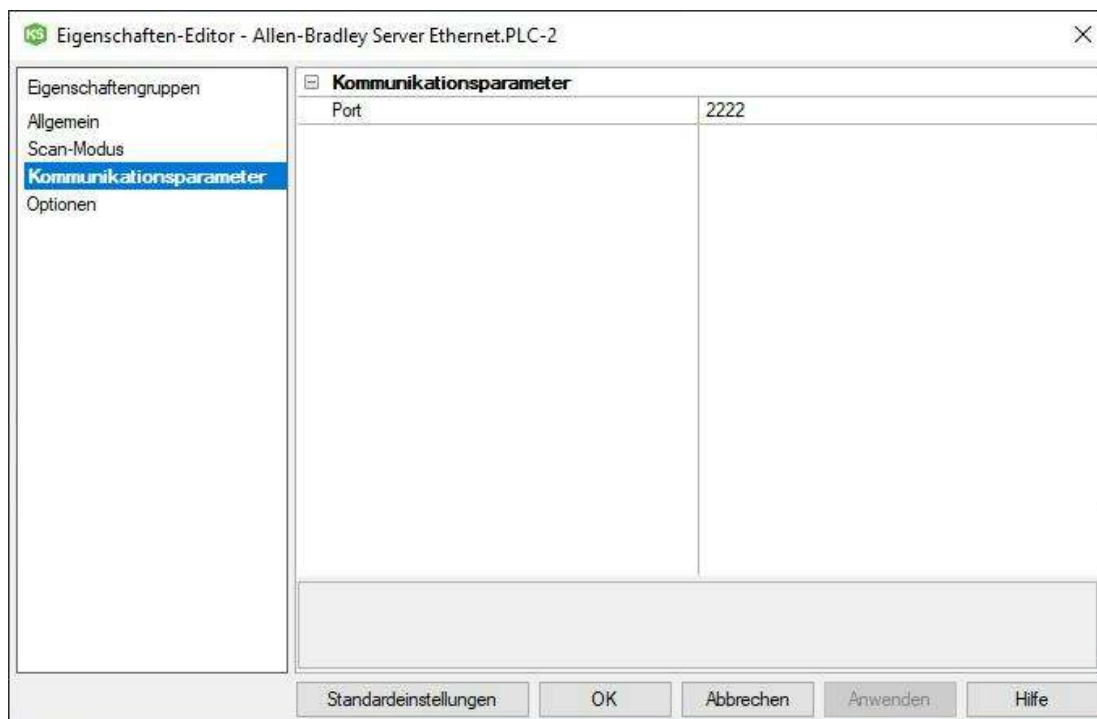 KS Eigenschaften-Editor - Allen-Bradley Server Ethernet.PLC-2
Eigenschaftengruppen
Allgemein
Scan-Modus
Kommunikationsparameter
Optionen
Kommunikationsparameter
Port 2222
Standardeinstellungen OK Abbrechen Anwenden Hilfe